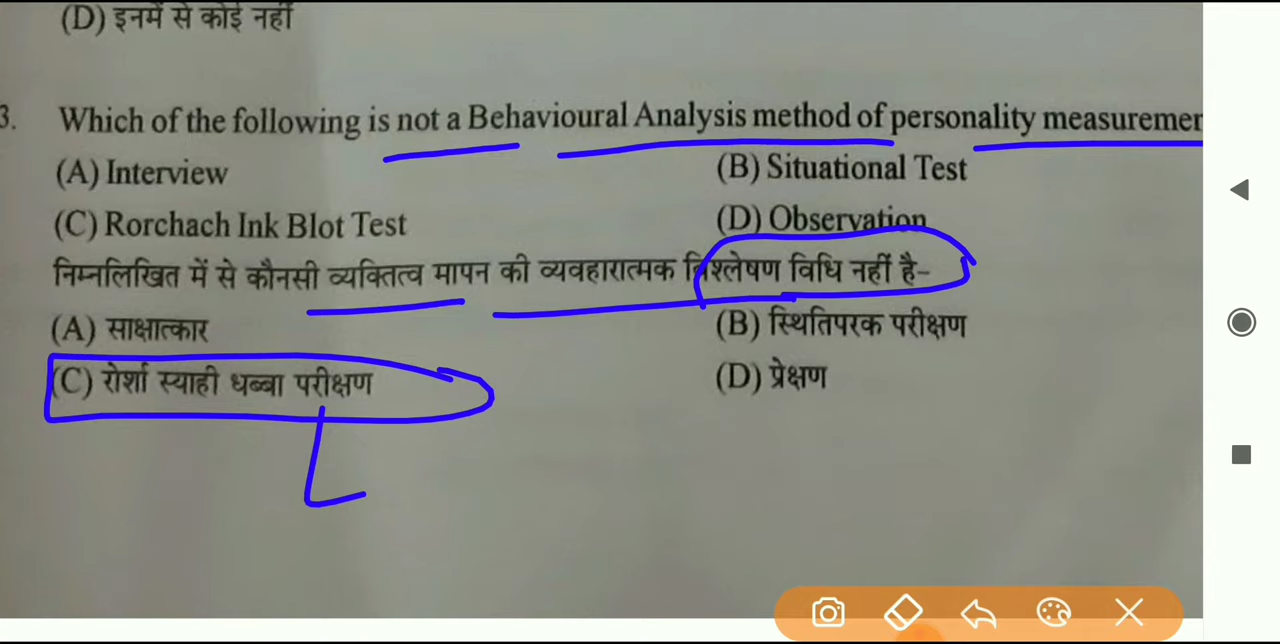 (D) इनमें से कोई नहीं
3. Which of the following is not a Behavioural Analysis method of personality measuremen
(A) Interview (B) Situational Test
(C) Rorchach Ink Blot Test (D) Observation
निम्नलिखित में से कौनसी व्यक्तित्व मापन की व्यवहारात्मक विश्लेषण विधि नहीं है–
(A) साक्षात्कार (B) स्थितिपरक परीक्षण
(C) रोर्शा स्याही धब्बा परीक्षण (D) प्रेक्षण